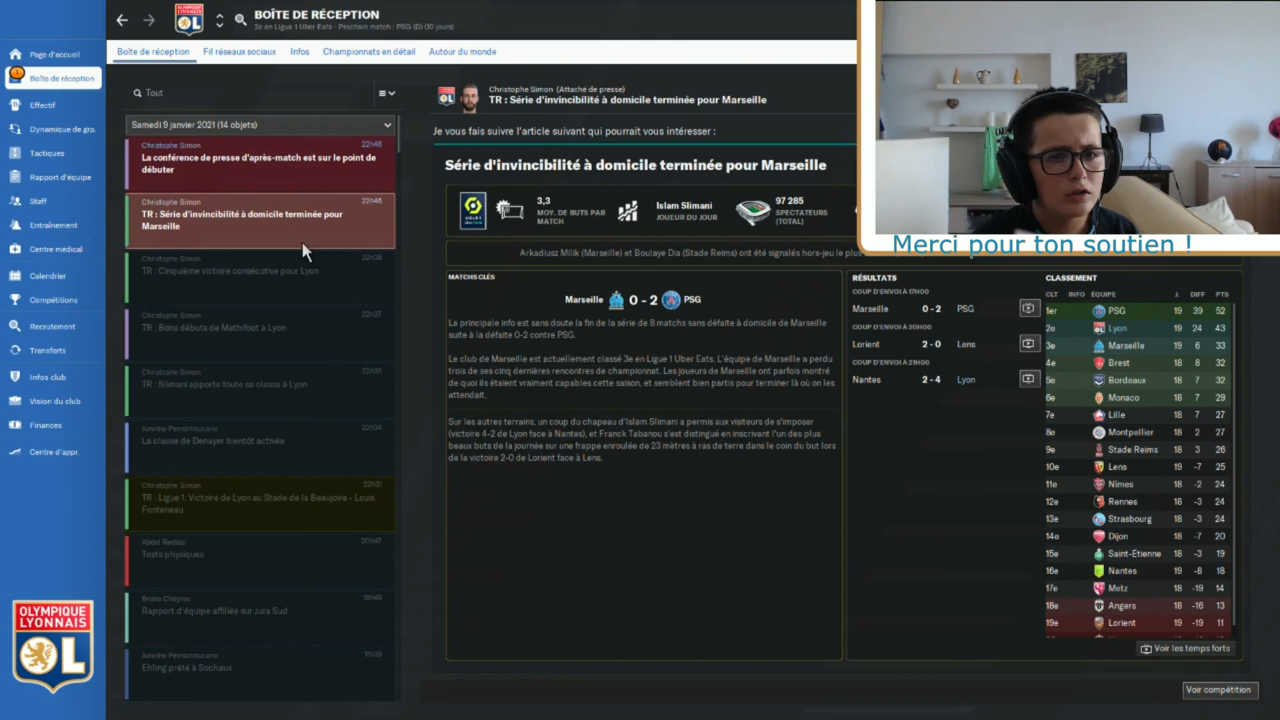 BOÎTE DE RÉCEPTION
2e en Ligue 1 Uber Eats - Prochain match : PSG (D) (10 jours)
Boîte de réception
Fil réseaux sociaux
Infos
Championnats en détail
Autour du monde
Page d'accueil
Boîte de réception
Effectif
Dynamique de grp.
Tactiques
Rapport d'équipe
Staff
Entraînement
Centre médical
Calendrier
Compétitions
Recrutement
Transferts
Infos club
Vision du club
Finances
Centre d'appr.
OLYMPIQUE
LYONNAIS
OL
Tout
Samedi 9 janvier 2021 (14 objets)
Christophe Simon 22h46
La conférence de presse d'après-match est sur le point de
débuter
Christophe Simon 22h46
TR : Série d'invincibilité à domicile terminée pour
Marseille
Christophe Simon 22h39
TR : Cinquième victoire consécutive pour Lyon
Christophe Simon 22h37
TR : Bons débuts de Mathifoot à Lyon
Christophe Simon 22h35
TR : Slimani apporte toute sa classe à Lyon
Juninho Pernambucano 22h34
La clause de Denayer bientôt activée
Christophe Simon 22h31
TR : Ligue 1: Victoire de Lyon au Stade de la Beaujoire - Louis
Fonteneau
Abdel Redissi 20h47
Tests physiques
Bruno Cheyrou 15h48
Rapport d'équipe affiliée sur Jura Sud
Juninho Pernambucano 11h39
Ehling prêté à Sochaux
Christophe Simon (Attaché de presse)
TR : Série d'invincibilité à domicile terminée pour Marseille
Je vous fais suivre l'article suivant qui pourrait vous intéresser :
Série d'invincibilité à domicile terminée pour Marseille
3,3
MOY. DE BUTS PAR
MATCH
Islam Slimani
JOUEUR DU JOUR
97 285
SPECTATEURS
(TOTAL)
Arkadiusz Milik (Marseille) et Boulaye Dia (Stade Reims) ont été signalés hors-jeu le plus
MATCHS CLÉS
Marseille 0 - 2 PSG
La principale info est sans doute la fin de la série de 8 matchs sans défaite à domicile de Marseille
suite à la défaite 0-2 contre PSG.
Le club de Marseille est actuellement classé 3e en Ligue 1 Uber Eats. L'équipe de Marseille a perdu
trois de ses cinq dernières rencontres de championnat. Les joueurs de Marseille ont parfois montré
de quoi ils étaient vraiment capables cette saison, et semblent bien partis pour terminer là où on les
attendait.
Sur les autres terrains, un coup du chapeau d'Islam Slimani a permis aux visiteurs de s'imposer
(victoire 4-2 de Lyon face à Nantes), et Franck Tabanou s'est distingué en inscrivant l'un des plus
beaux buts de la journée sur une frappe enroulée de 23 mètres à ras de terre dans le coin du but lors
de la victoire 2-0 de Lorient face à Lens.
RÉSULTATS
COUP D'ENVOI À 17H00
Marseille 0 - 2 PSG
COUP D'ENVOI À 20H00
Lorient 2 - 0 Lens
COUP D'ENVOI À 21H00
Nantes 2 - 4 Lyon
CLASSEMENT
CLT INFO ÉQUIPE J. DIFF PTS
1er PSG 19 39 52
2e Lyon 19 24 43
3e Marseille 19 6 33
4e Brest 18 8 32
5e Bordeaux 18 7 32
6e Monaco 18 7 29
7e Lille 18 7 27
8e Montpellier 18 2 27
9e Stade Reims 18 3 26
10e Lens 19 -7 25
11e Nîmes 18 -2 24
12e Rennes 18 -3 24
13e Strasbourg 18 -3 24
14e Dijon 18 -7 20
15e Saint-Étienne 18 -3 19
16e Nantes 19 -8 18
17e Metz 18 -19 14
18e Angers 18 -16 13
19e Lorient 19 -19 11
Voir les temps forts
Voir compétition
Merci pour ton soutien !